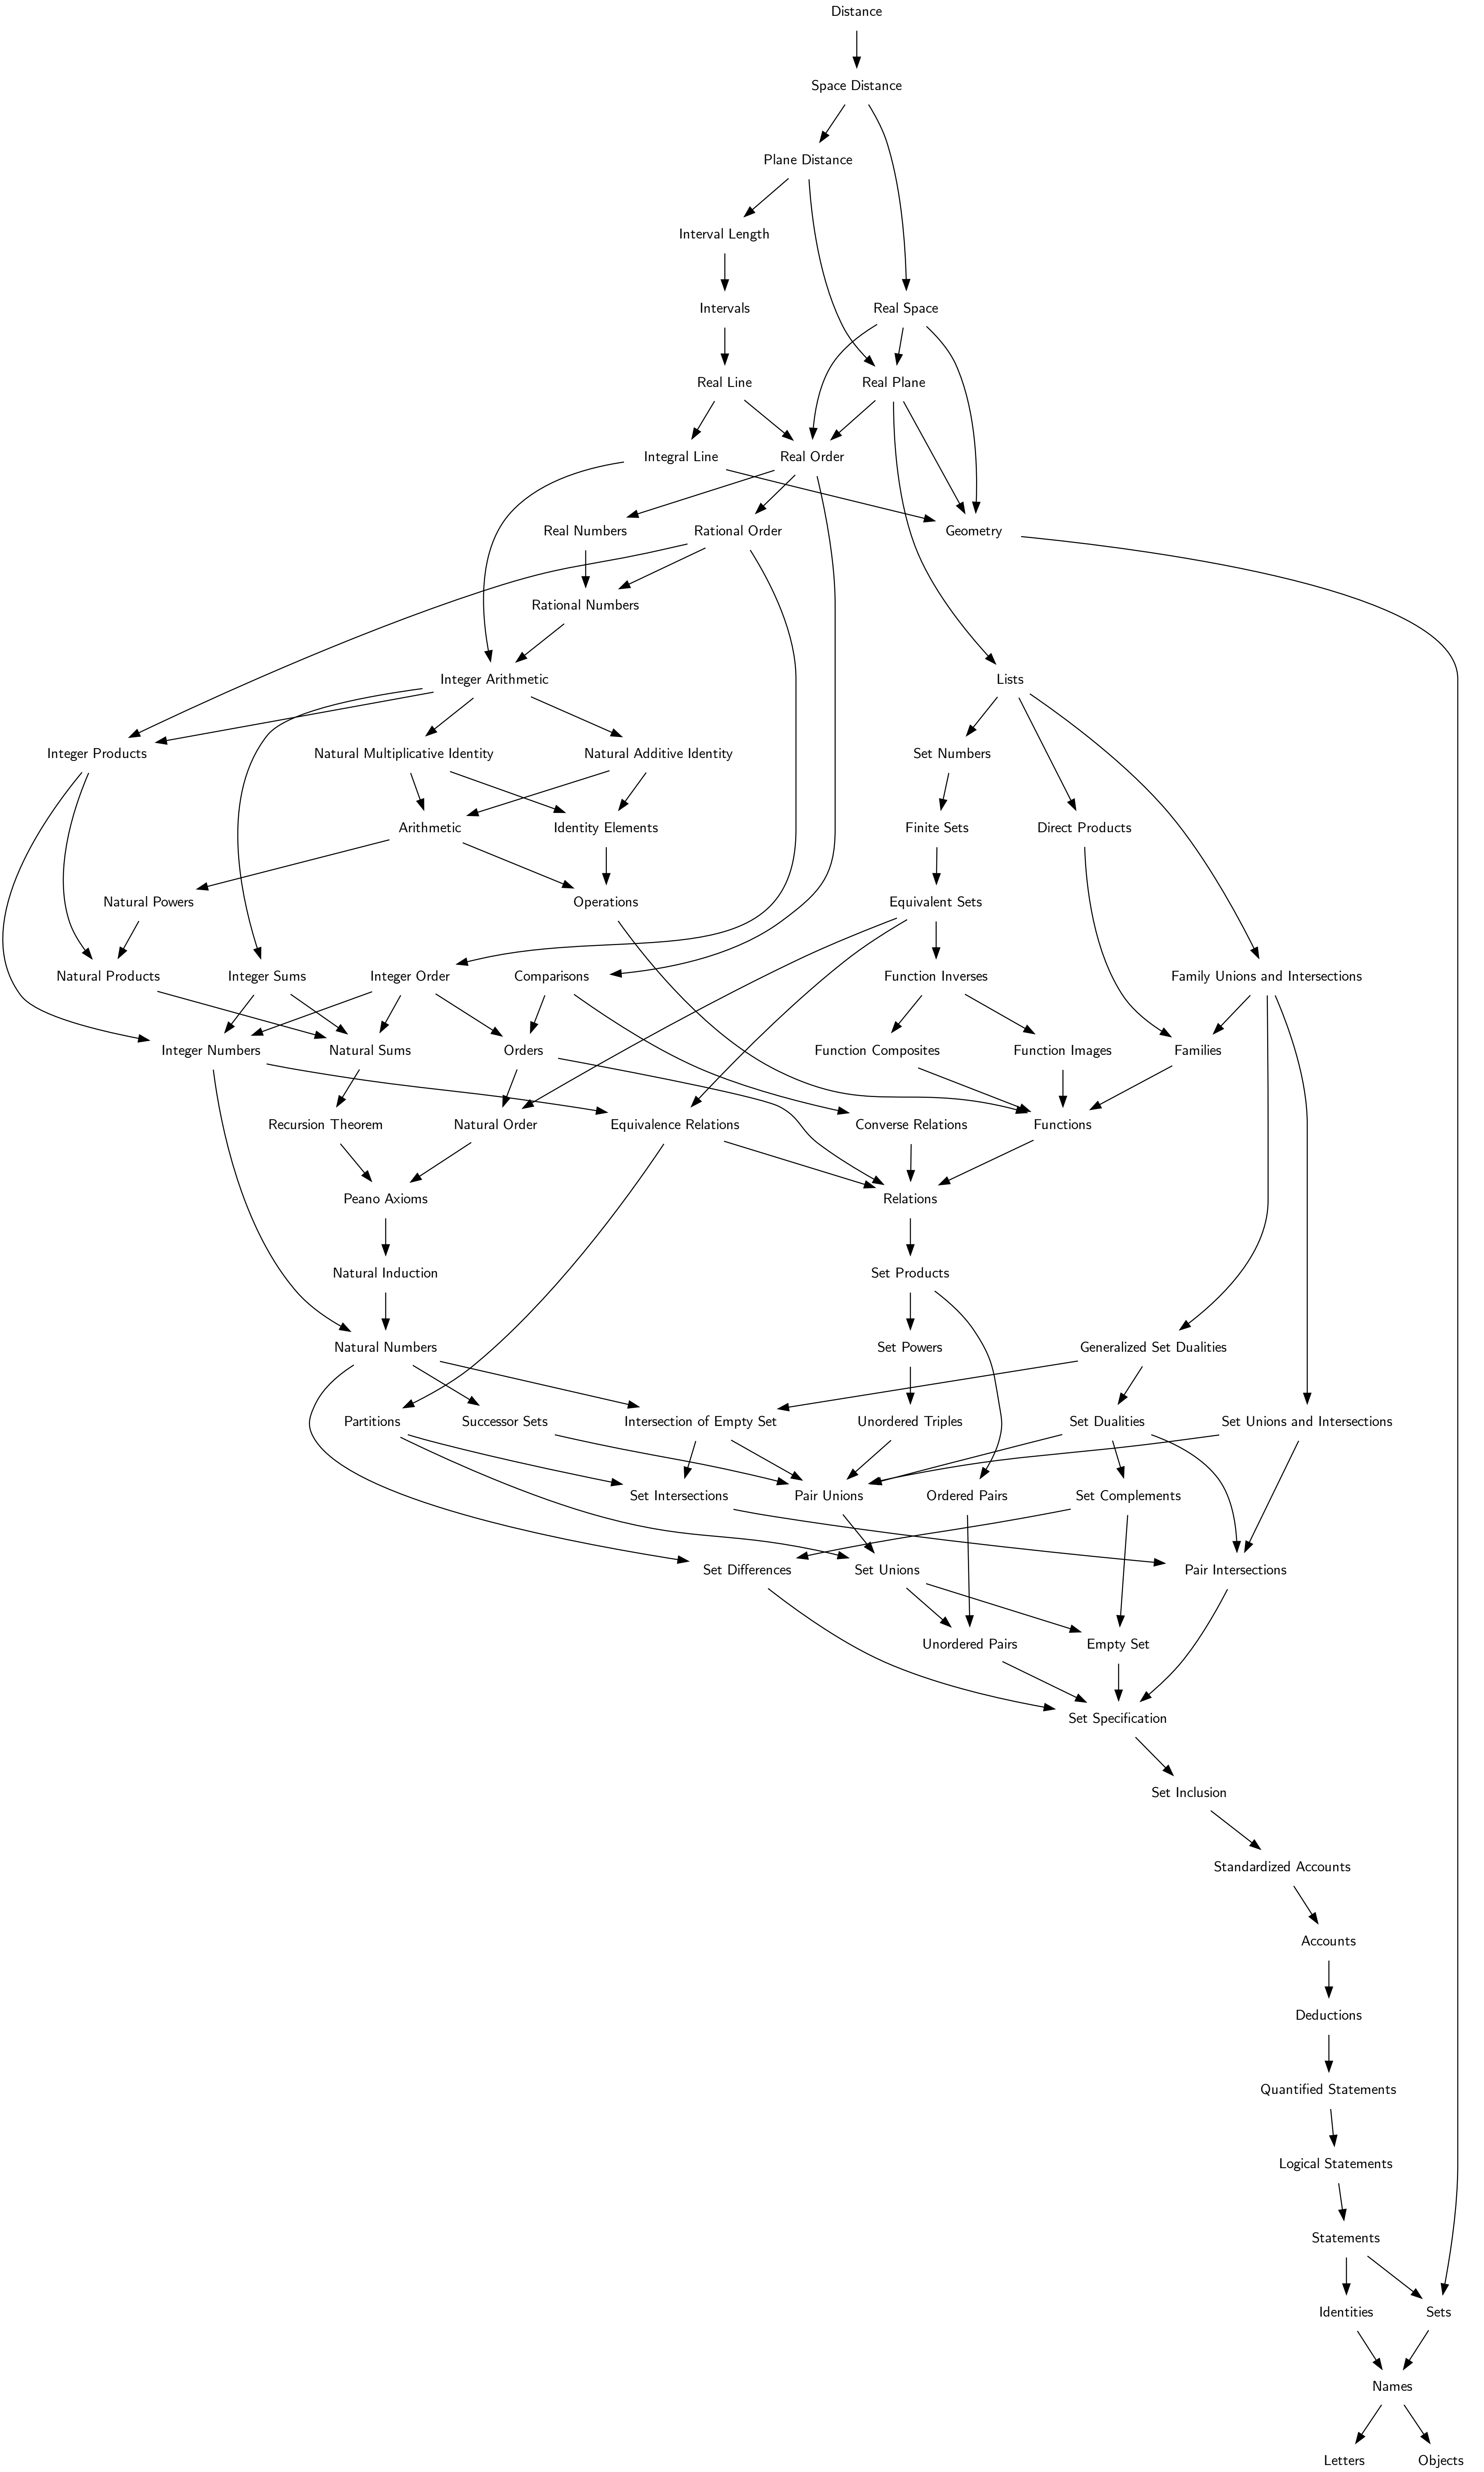 Distance
Space Distance
Plane Distance
Interval Length
Intervals
Real Space
Real Line
Real Plane
Integral Line
Real Order
Real Numbers
Rational Order
Geometry
Rational Numbers
Integer Arithmetic
Lists
Integer Products
Natural Multiplicative Identity
Natural Additive Identity
Set Numbers
Arithmetic
Identity Elements
Finite Sets
Direct Products
Natural Powers
Operations
Equivalent Sets
Natural Products
Integer Sums
Integer Order
Comparisons
Function Inverses
Family Unions and Intersections
Integer Numbers
Natural Sums
Orders
Function Composites
Function Images
Families
Recursion Theorem
Natural Order
Equivalence Relations
Converse Relations
Functions
Peano Axioms
Relations
Natural Induction
Set Products
Natural Numbers
Set Powers
Generalized Set Dualities
Partitions
Successor Sets
Intersection of Empty Set
Unordered Triples
Set Dualities
Set Unions and Intersections
Set Intersections
Pair Unions
Ordered Pairs
Set Complements
Set Differences
Set Unions
Pair Intersections
Unordered Pairs
Empty Set
Set Specification
Set Inclusion
Standardized Accounts
Accounts
Deductions
Quantified Statements
Logical Statements
Statements
Identities
Sets
Names
Letters
Objects